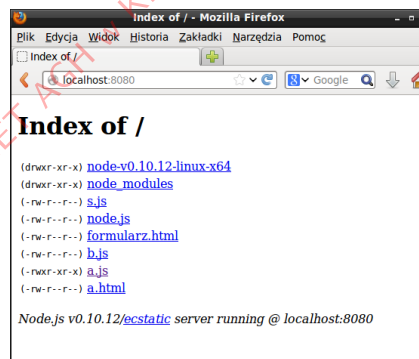 Index of / - Mozilla Firefox
Plik Edycja Widok Historia Zakładki Narzędzia Pomoc
Index of /
localhost:8080 Google
Index of /
(drwxr-xr-x) node-v0.10.12-linux-x64
(drwxr-xr-x) node_modules
(-rw-r--r--) s.js
(-rw-r--r--) node.js
(-rw-r--r--) formularz.html
(-rw-r--r--) b.js
(-rwxr-xr-x) a.js
(-rw-r--r--) a.html
Node.js v0.10.12/ecstatic server running @ localhost:8080
ET AGH w K